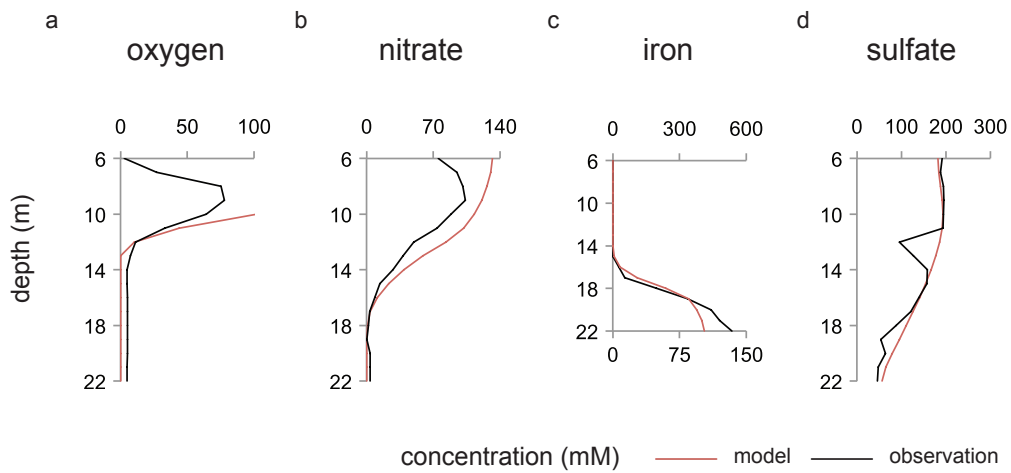 a b c d
oxygen nitrate iron sulfate
0 50 100 0 70 140 0 300 600 0 100 200 300
6 6 6 6
10 10 10 10
14 14 14 14
18 18 18 18
22 22 22 22
0 75 150
depth (m)
concentration (mM) model observation